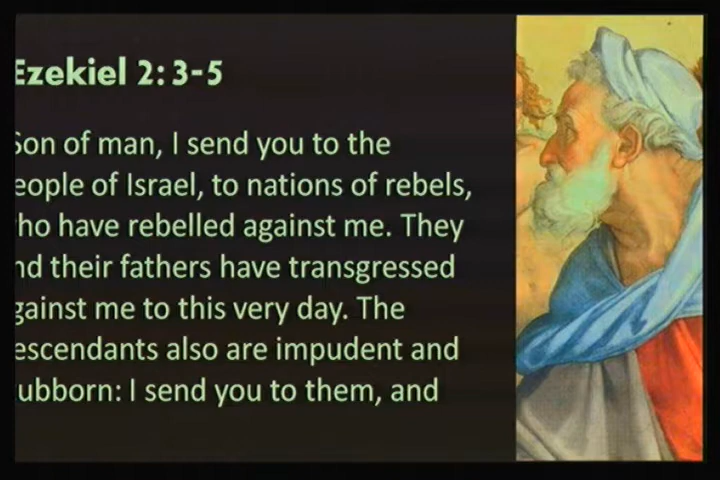 Ezekiel 2: 3-5
Son of man, I send you to the
eople of Israel, to nations of rebels,
ho have rebelled against me. They
nd their fathers have transgressed
gainst me to this very day. The
escendants also are impudent and
ubborn: I send you to them, and